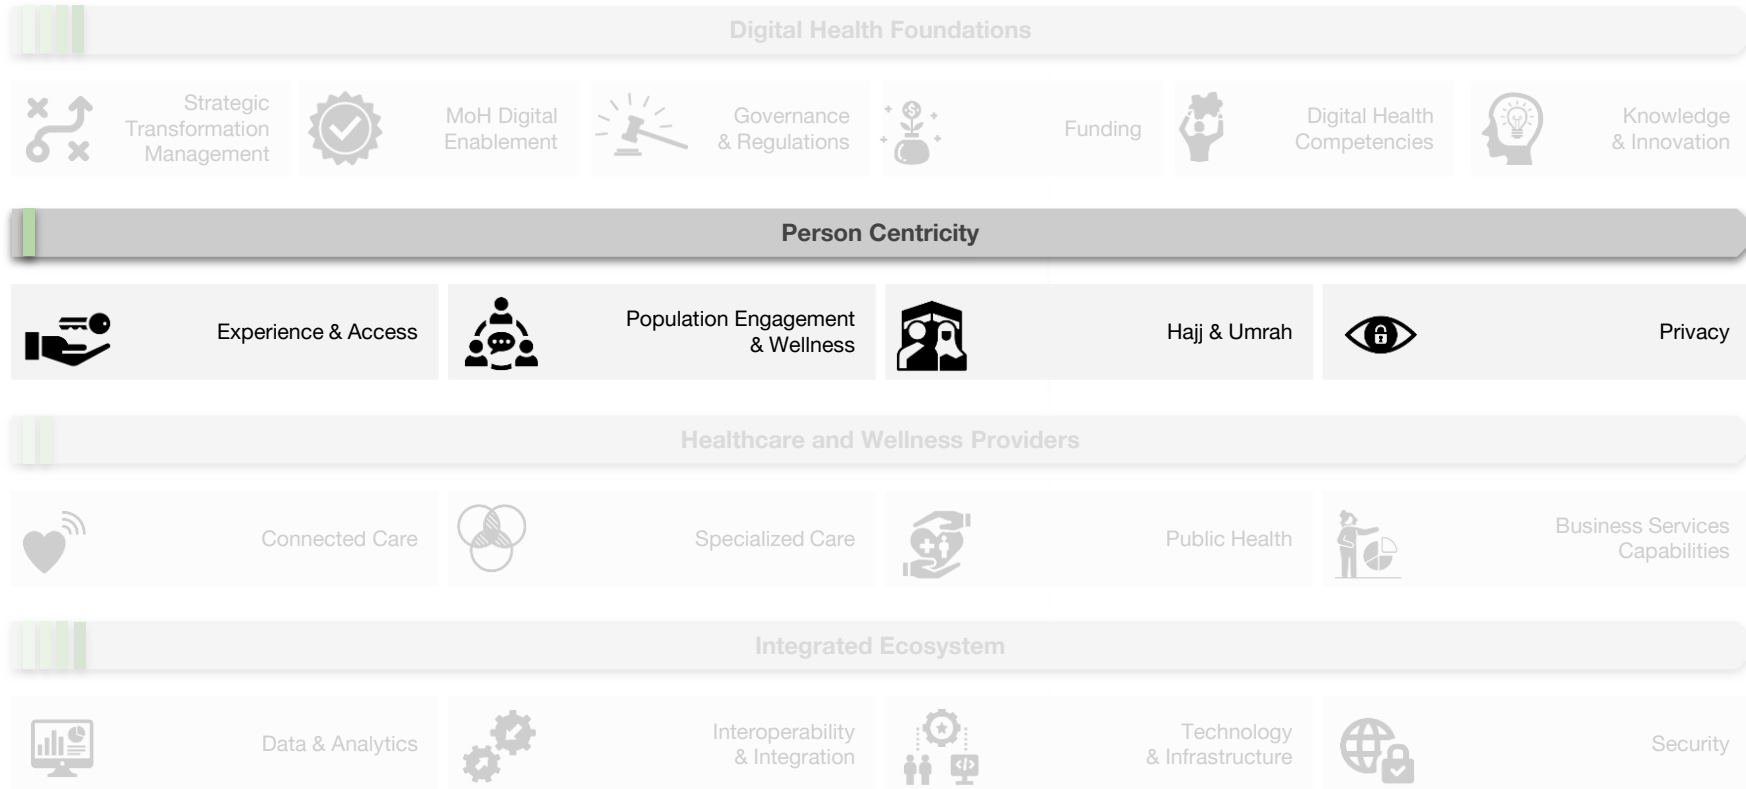 Digital Health Foundations
Strategic
Transformation
Management
MoH Digital
Enablement
Governance
& Regulations
Funding
Digital Health
Competencies
Knowledge
& Innovation
Person Centricity
Experience & Access
Population Engagement
& Wellness
Hajj & Umrah
Privacy
Healthcare and Wellness Providers
Connected Care
Specialized Care
Public Health
Business Services
Capabilities
Integrated Ecosystem
Data & Analytics
Interoperability
& Integration
Technology
& Infrastructure
Security